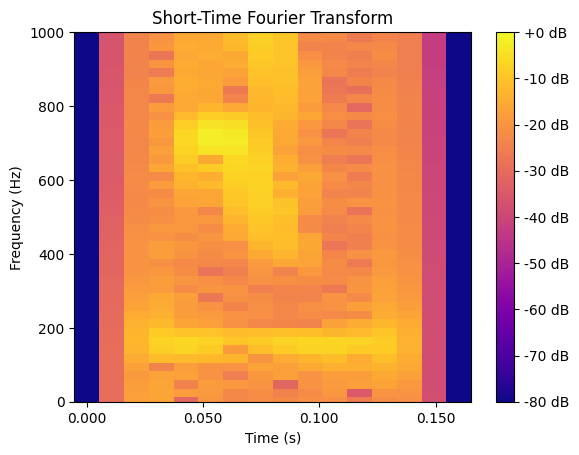 Short-Time Fourier Transform
1000
800
600
400
200
0
Frequency (Hz)
0.000
0.050
0.100
0.150
Time (s)
+0 dB
-10 dB
-20 dB
-30 dB
-40 dB
-50 dB
-60 dB
-70 dB
-80 dB